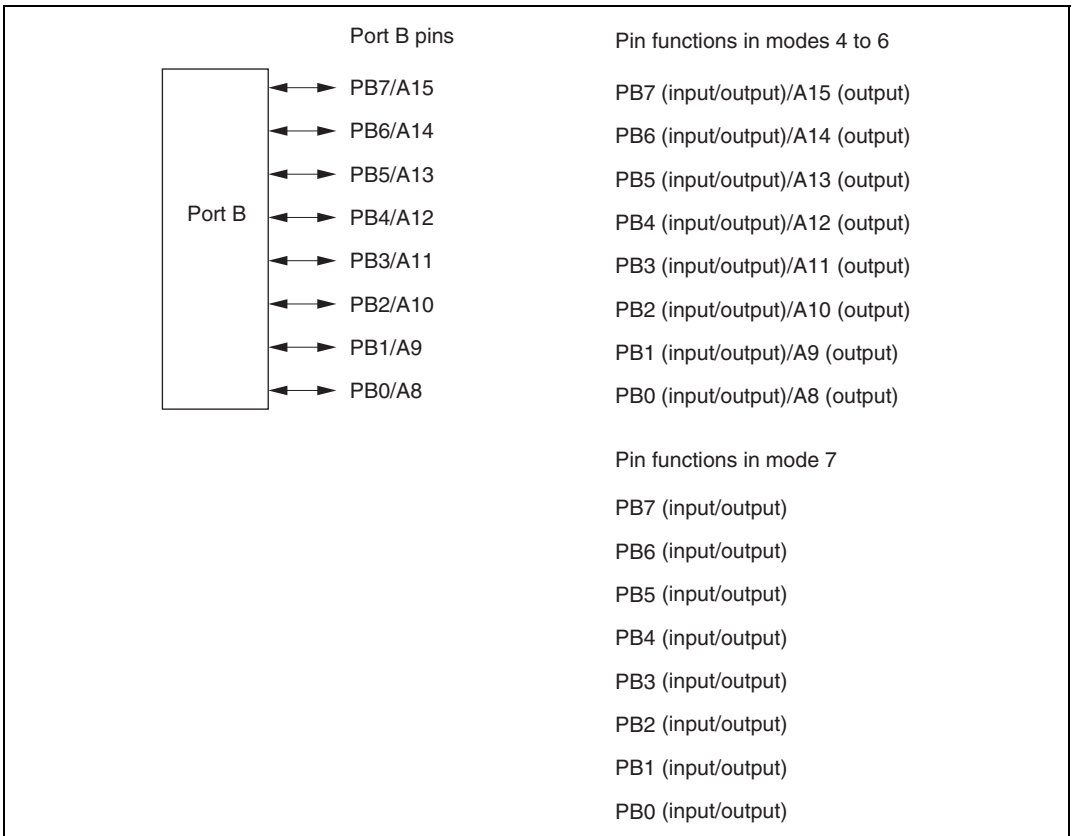 Port B pins
Port B
PB7/A15
PB6/A14
PB5/A13
PB4/A12
PB3/A11
PB2/A10
PB1/A9
PB0/A8
Pin functions in modes 4 to 6
PB7 (input/output)/A15 (output)
PB6 (input/output)/A14 (output)
PB5 (input/output)/A13 (output)
PB4 (input/output)/A12 (output)
PB3 (input/output)/A11 (output)
PB2 (input/output)/A10 (output)
PB1 (input/output)/A9 (output)
PB0 (input/output)/A8 (output)
Pin functions in mode 7
PB7 (input/output)
PB6 (input/output)
PB5 (input/output)
PB4 (input/output)
PB3 (input/output)
PB2 (input/output)
PB1 (input/output)
PB0 (input/output)